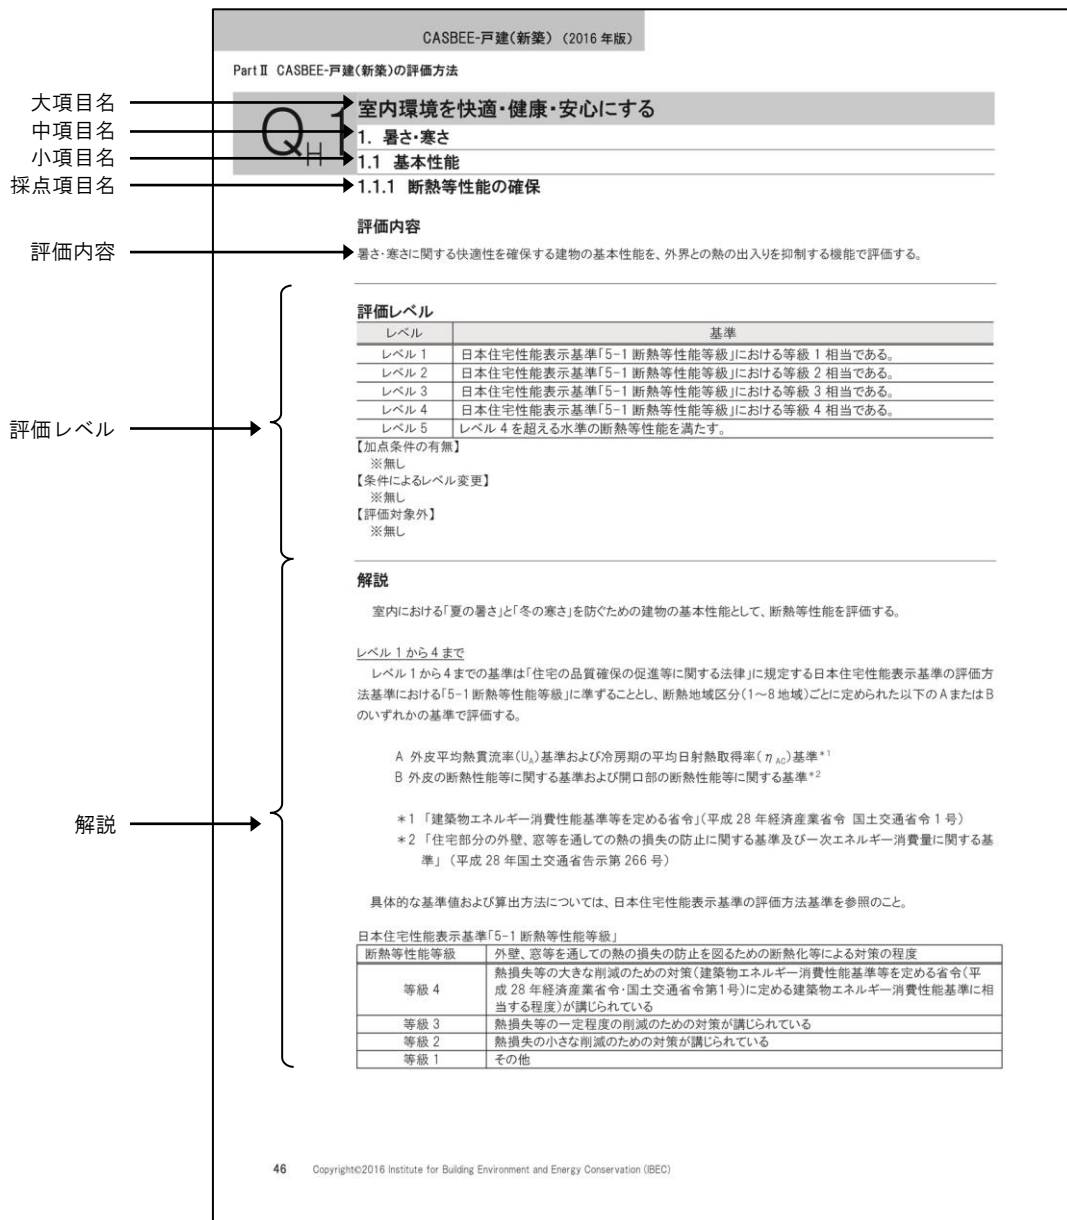 CASBEE-戸建(新築) (2016 年版)
Part Ⅱ CASBEE-戸建(新築)の評価方法
大項目名
中項目名
小項目名
採点項目名
QH1
室内環境を快適・健康・安心にする
1. 暑さ・寒さ
1.1 基本性能
1.1.1 断熱等性能の確保
評価内容
評価内容
暑さ・寒さに関する快適性を確保する建物の基本性能を、外界との熱の出入りを抑制する機能で評価する。
評価レベル
評価レベル
レベル 基準
レベル 1 日本住宅性能表示基準「5-1 断熱等性能等級」における等級 1 相当である。
レベル 2 日本住宅性能表示基準「5-1 断熱等性能等級」における等級 2 相当である。
レベル 3 日本住宅性能表示基準「5-1 断熱等性能等級」における等級 3 相当である。
レベル 4 日本住宅性能表示基準「5-1 断熱等性能等級」における等級 4 相当である。
レベル 5 レベル 4 を超える水準の断熱等性能を満たす。
【加点条件の有無】
※無し
【条件によるレベル変更】
※無し
【評価対象外】
※無し
解説
解説
室内における「夏の暑さ」と「冬の寒さ」を防ぐための建物の基本性能として、断熱等性能を評価する。
レベル 1 から 4 まで
レベル 1 から 4 までの基準は「住宅の品質確保の促進等に関する法律」に規定する日本住宅性能表示基準の評価方
法基準における「5-1 断熱等性能等級」に準ずることとし、断熱地域区分(1～8 地域)ごとに定められた以下の A または B
のいずれかの基準で評価する。
A 外皮平均熱貫流率(UA)基準および冷房期の平均日射熱取得率(ηAC)基準*1
B 外皮の断熱性能等に関する基準および開口部の断熱性能等に関する基準*2
*1 「建築物エネルギー消費性能基準等を定める省令」(平成 28 年経済産業省令 国土交通省令 1 号)
*2 「住宅部分の外壁、窓等を通しての熱の損失の防止に関する基準及び一次エネルギー消費量に関する基
準」 (平成 28 年国土交通省告示第 266 号)
具体的な基準値および算出方法については、日本住宅性能表示基準の評価方法基準を参照のこと。
日本住宅性能表示基準「5-1 断熱等性能等級」
断熱等性能等級 外壁、窓等を通しての熱の損失の防止を図るための断熱化等による対策の程度
等級 4 熱損失等の大きな削減のための対策(建築物エネルギー消費性能基準等を定める省令(平
成 28 年経済産業省令・国土交通省令第1号)に定める建築物エネルギー消費性能基準に相
当する程度)が講じられている
等級 3 熱損失等の一定程度の削減のための対策が講じられている
等級 2 熱損失の小さな削減のための対策が講じられている
等級 1 その他
46 Copyright©2016 Institute for Building Environment and Energy Conservation (IBEC)